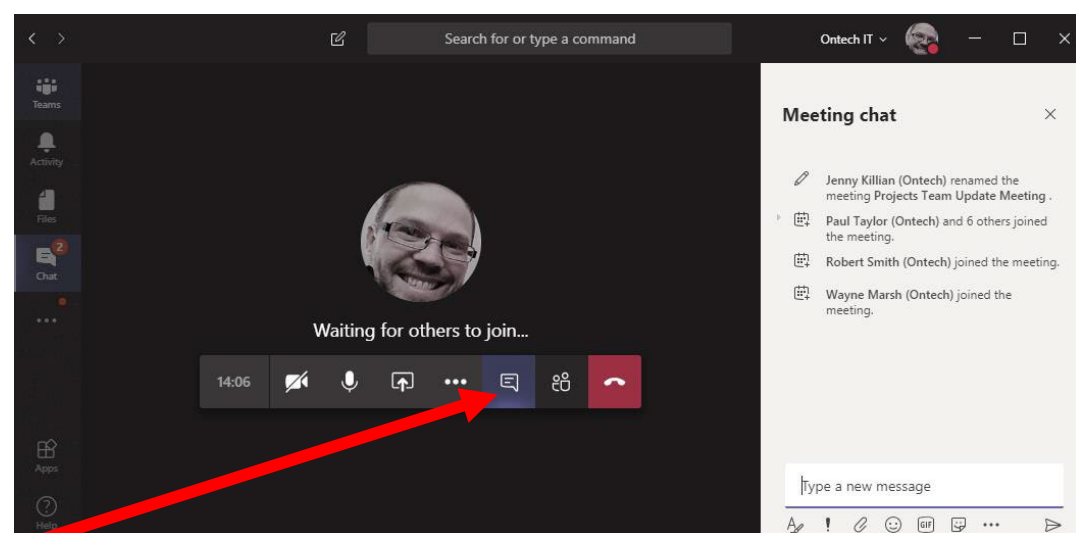 Search for or type a command
Ontech IT
Teams
Activity
Files
2
Chat
Apps
Help
Waiting for others to join...
14:06
Meeting chat
Jenny Killian (Ontech) renamed the
meeting Projects Team Update Meeting .
Paul Taylor (Ontech) and 6 others joined
the meeting.
Robert Smith (Ontech) joined the meeting.
Wayne Marsh (Ontech) joined the
meeting.
Type a new message
GIF